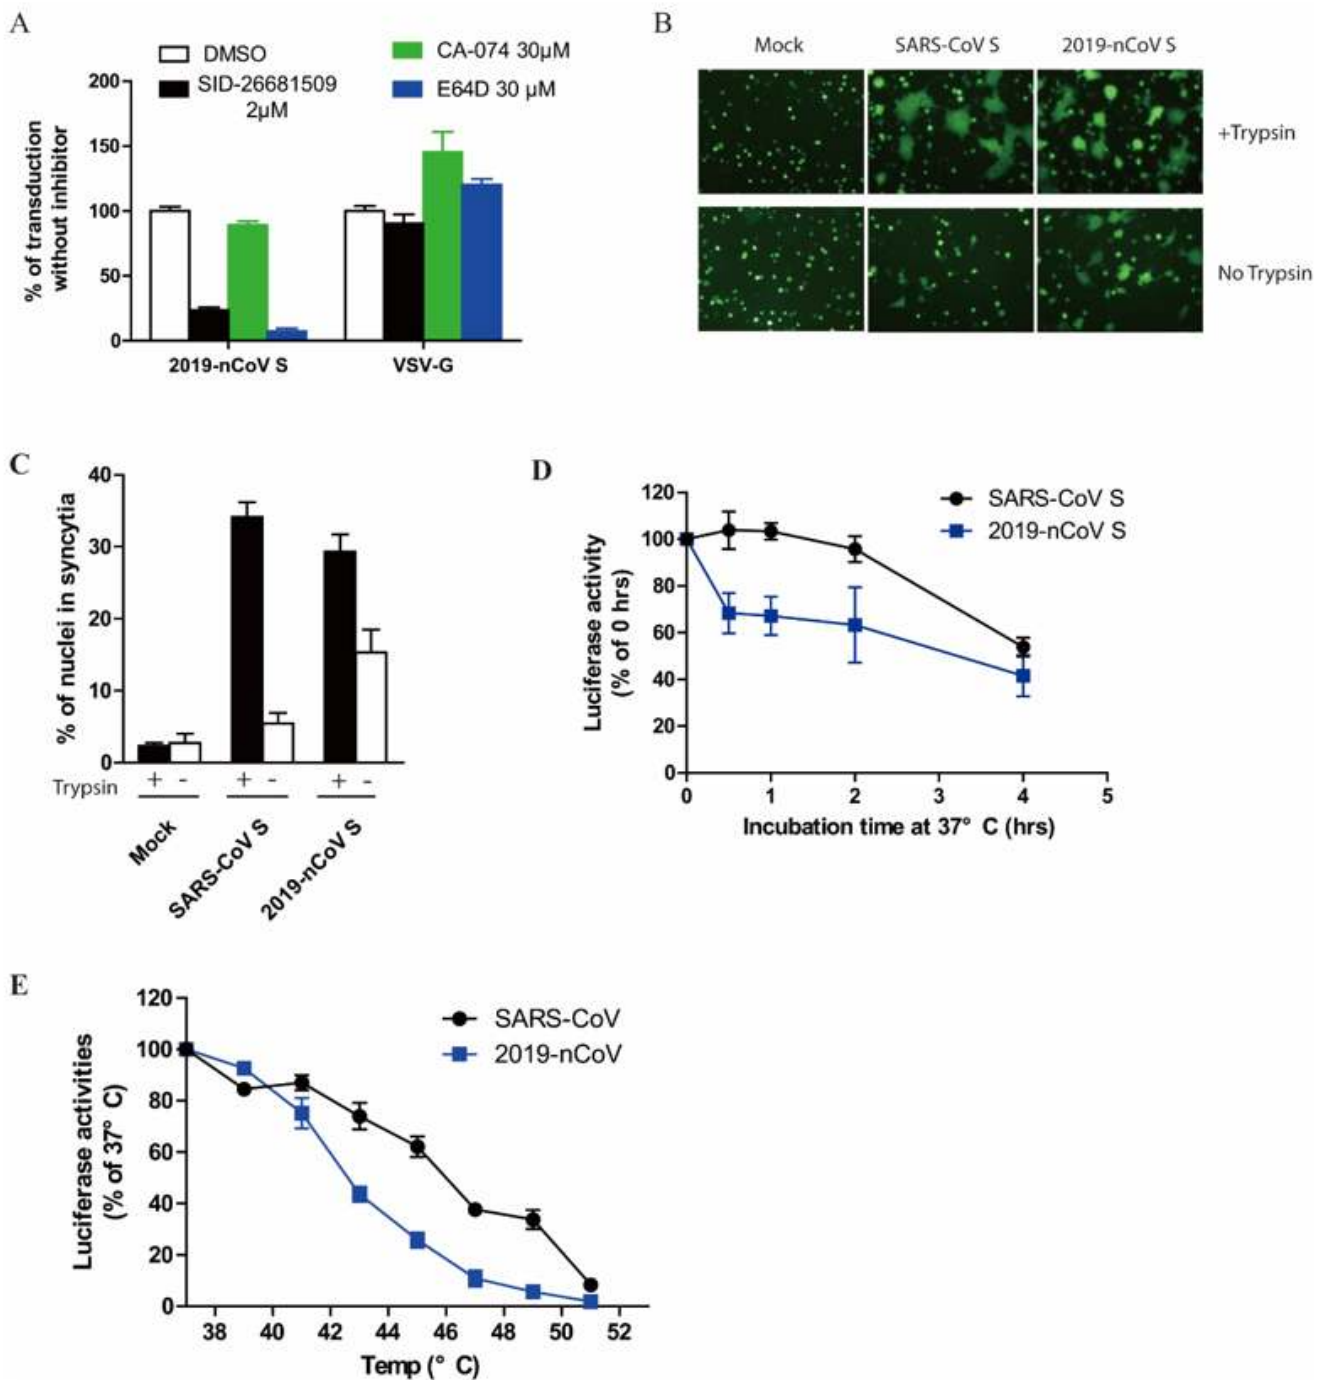 A
DMSO
SID-26681509
2µM
CA-074 30µM
E64D 30 µM
% of transduction
without inhibitor
200
150
100
50
0
2019-nCoV S
VSV-G
B
Mock
SARS-CoV S
2019-nCoV S
+Trypsin
No Trypsin
C
% of nuclei in syncytia
40
30
20
10
0
Trypsin
+ - + - + -
Mock
SARS-CoV S
2019-nCoV S
D
SARS-CoV S
2019-nCoV S
Luciferase activity
(% of 0 hrs)
120
100
80
60
40
20
0
0 1 2 3 4 5
Incubation time at 37° C (hrs)
E
SARS-CoV
2019-nCoV
Luciferase activities
(% of 37° C)
120
100
80
60
40
20
0
38 40 42 44 46 48 50 52
Temp (° C)